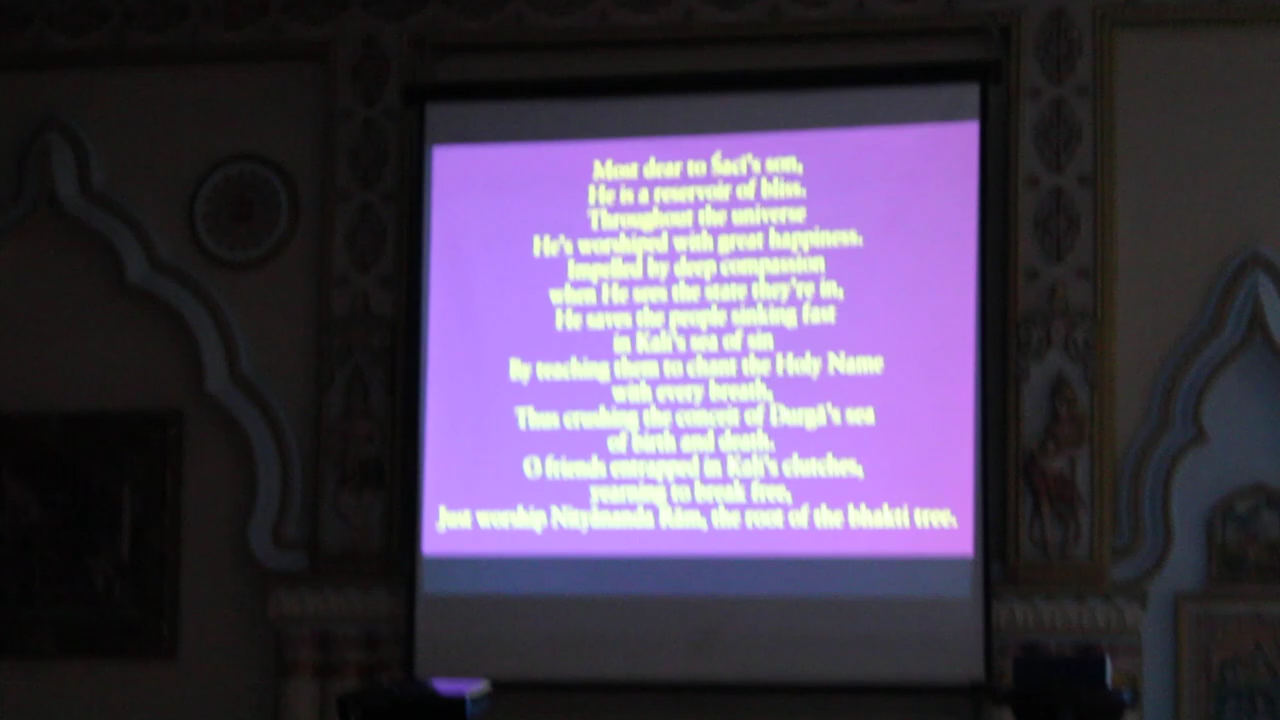 Most dear to Śacī's son,
He is a reservoir of bliss.
Throughout the universe
He's worshiped with great happiness.
Impelled by deep compassion
when He sees the state they're in,
He saves the people sinking fast
in Kali's sea of sin
By teaching them to chant the Holy Name
with every breath,
Thus crushing the conceit of Durgā's sea
of birth and death.
O friends entrapped in Kali's clutches,
yearning to break free,
Just worship Nityānanda Rām, the root of the bhakti tree.